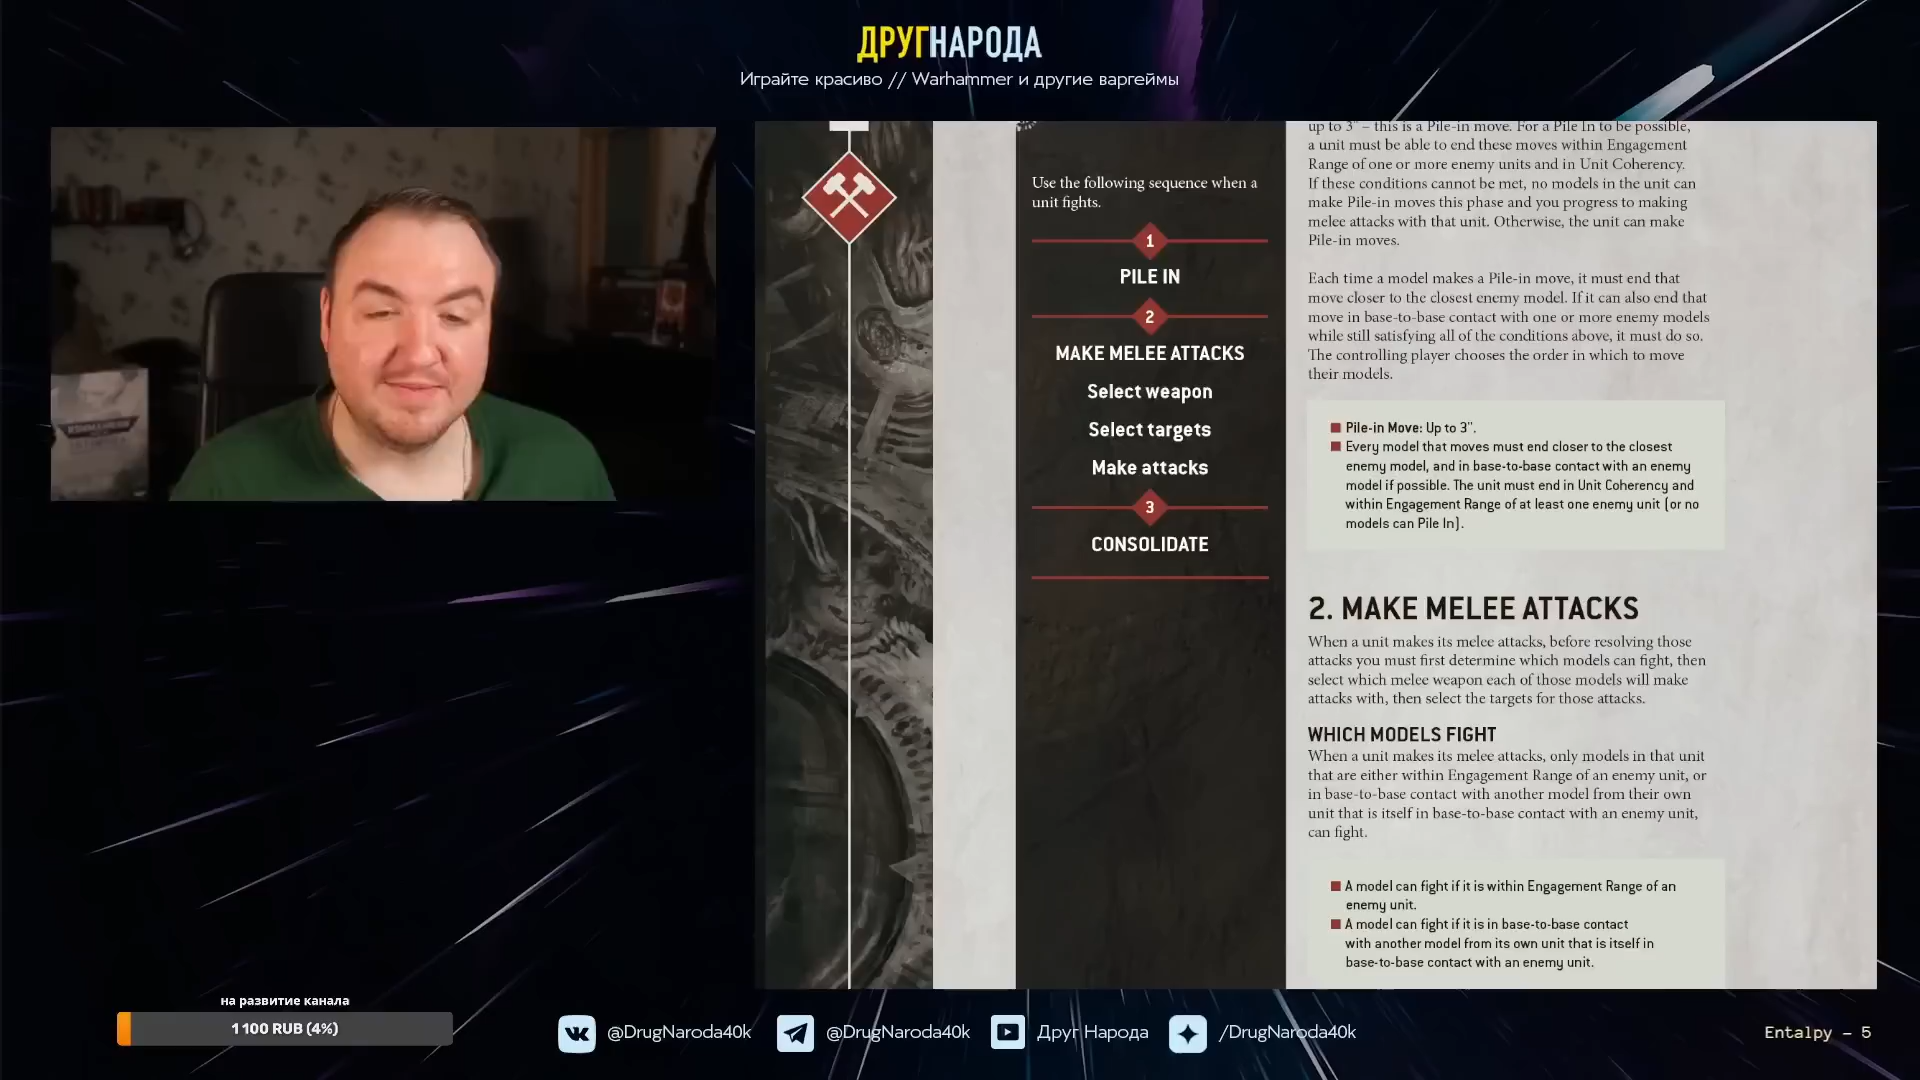 ДРУГНАРОДА
Играйте красиво // Warhammer и другие варгеймы
Use the following sequence when a
unit fights.
1
PILE IN
2
MAKE MELEE ATTACKS
Select weapon
Select targets
Make attacks
3
CONSOLIDATE
up to 3" – this is a Pile-in move. For a Pile In to be possible,
a unit must be able to end these moves within Engagement
Range of one or more enemy units and in Unit Coherency.
If these conditions cannot be met, no models in the unit can
make Pile-in moves this phase and you progress to making
melee attacks with that unit. Otherwise, the unit can make
Pile-in moves.
Each time a model makes a Pile-in move, it must end that
move closer to the closest enemy model. If it can also end that
move in base-to-base contact with one or more enemy models
while still satisfying all of the conditions above, it must do so.
The controlling player chooses the order in which to move
their models.
Pile-in Move: Up to 3".
Every model that moves must end closer to the closest
enemy model, and in base-to-base contact with an enemy
model if possible. The unit must end in Unit Coherency and
within Engagement Range of at least one enemy unit (or no
models can Pile In).
2. MAKE MELEE ATTACKS
When a unit makes its melee attacks, before resolving those
attacks you must first determine which models can fight, then
select which melee weapon each of those models will make
attacks with, then select the targets for those attacks.
WHICH MODELS FIGHT
When a unit makes its melee attacks, only models in that unit
that are either within Engagement Range of an enemy unit, or
in base-to-base contact with another model from their own
unit that is itself in base-to-base contact with an enemy unit,
can fight.
A model can fight if it is within Engagement Range of an
enemy unit.
A model can fight if it is in base-to-base contact
with another model from its own unit that is itself in
base-to-base contact with an enemy unit.
на развитие канала
1 100 RUB (4%)
@DrugNaroda40k
@DrugNaroda40k
Друг Народа
/DrugNaroda40k
Entalpy – 5